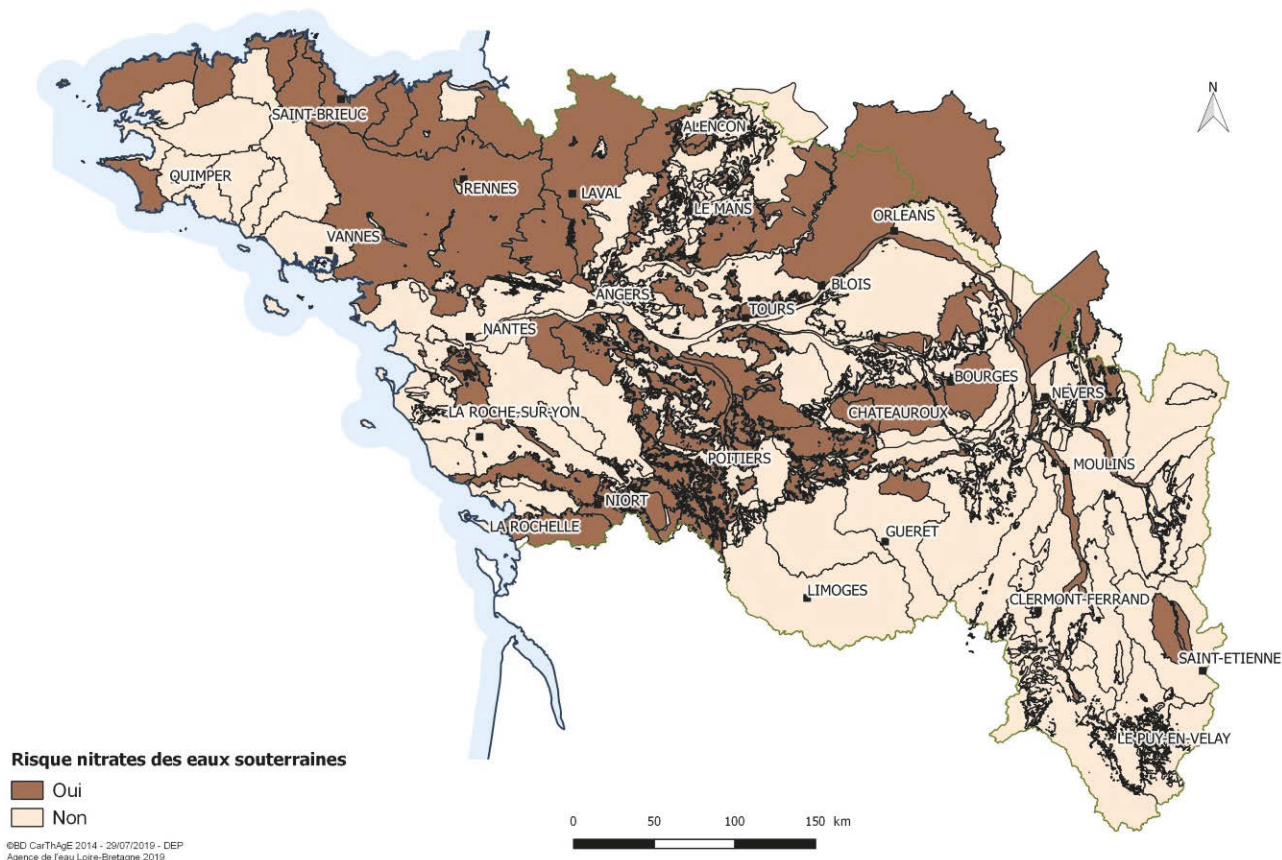 N
ALENCON
SAINT-BRIEUC
QUIMPER
RENNES
LAVAL
LE MANS
ORLEANS
VANNES
BLOIS
ANGERS
TOURS
NANTES
BOURGES
NEVERS
LA ROCHE-SUR-YON
CHATEAUROUX
POITIERS
MOULINS
NIORT
LA ROCHELLE
GUERET
LIMOGES
CLERMONT-FERRAND
SAINT-ETIENNE
LE PUY-EN-VELAY
Risque nitrates des eaux souterraines
Oui
Non
0 50 100 150 km
©BD CarThAgE 2014 - 29/07/2019 - DEP
Agence de l'eau Loire-Bretagne 2019